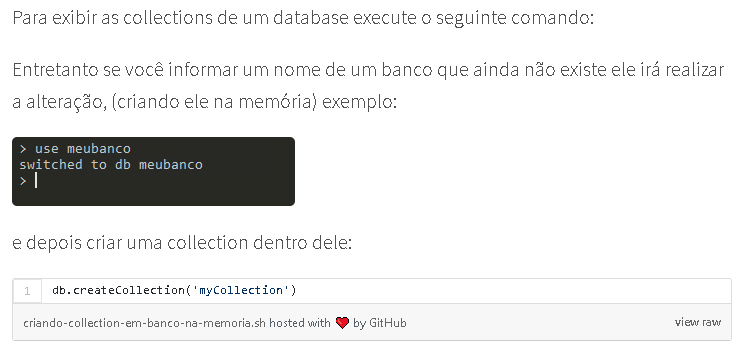 Para exibir as collections de um database execute o seguinte comando:
Entretanto se você informar um nome de um banco que ainda não existe ele irá realizar
a alteração, (criando ele na memória) exemplo:
> use meubanco
switched to db meubanco
>
e depois criar uma collection dentro dele:
1 db.createCollection('myCollection')
criando-collection-em-banco-na-memoria.sh hosted with ❤ by GitHub view raw